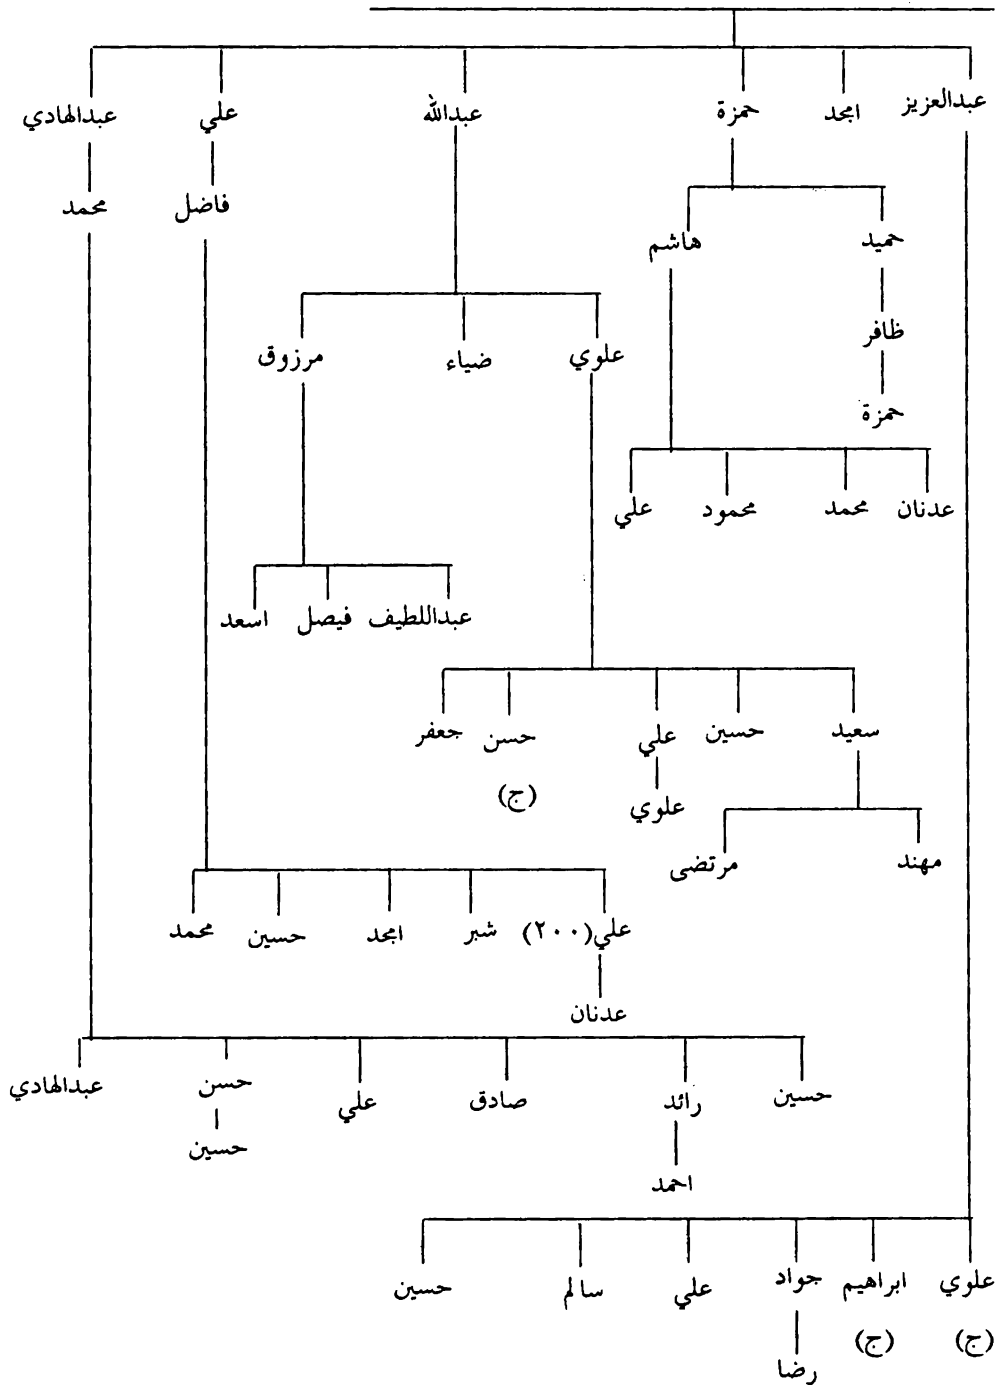 عبدالعزيز امجد حمزة عبدالله علي عبدالهادي
فاضل محمد
حميد هاشم
ظافر
علوي ضياء مرزوق
حمزة
عدنان محمد محمود علي
عبداللطيف فيصل اسعد
سعيد حسين علي حسن جعفر
(ج)
علوي
مهند مرتضى
علي(٢٠٠) شبر امجد حسين محمد
عدنان
حسين رائد صادق علي حسن عبدالهادي
حسين
احمد
علوي ابراهيم جواد علي سالم حسين
(ج) (ج)
رضا